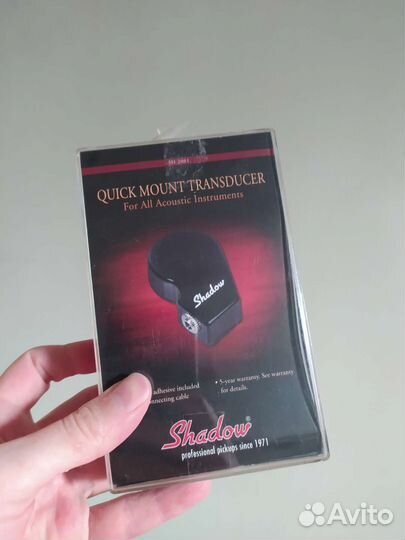 SH 2001
QUICK MOUNT TRANSDUCER
For All Acoustic Instruments
Shadow
adhesive included
connecting cable
• 5-year warranty. See warranty
for details.
Shadow®
professional pickups since 1971
Avito